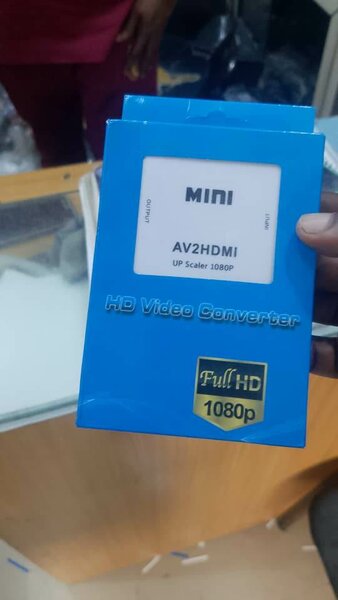 MINI
OUTPUT
INPUT
AV2HDMI
UP Scaler 1080P
HD Video Converter
Full HD
1080p